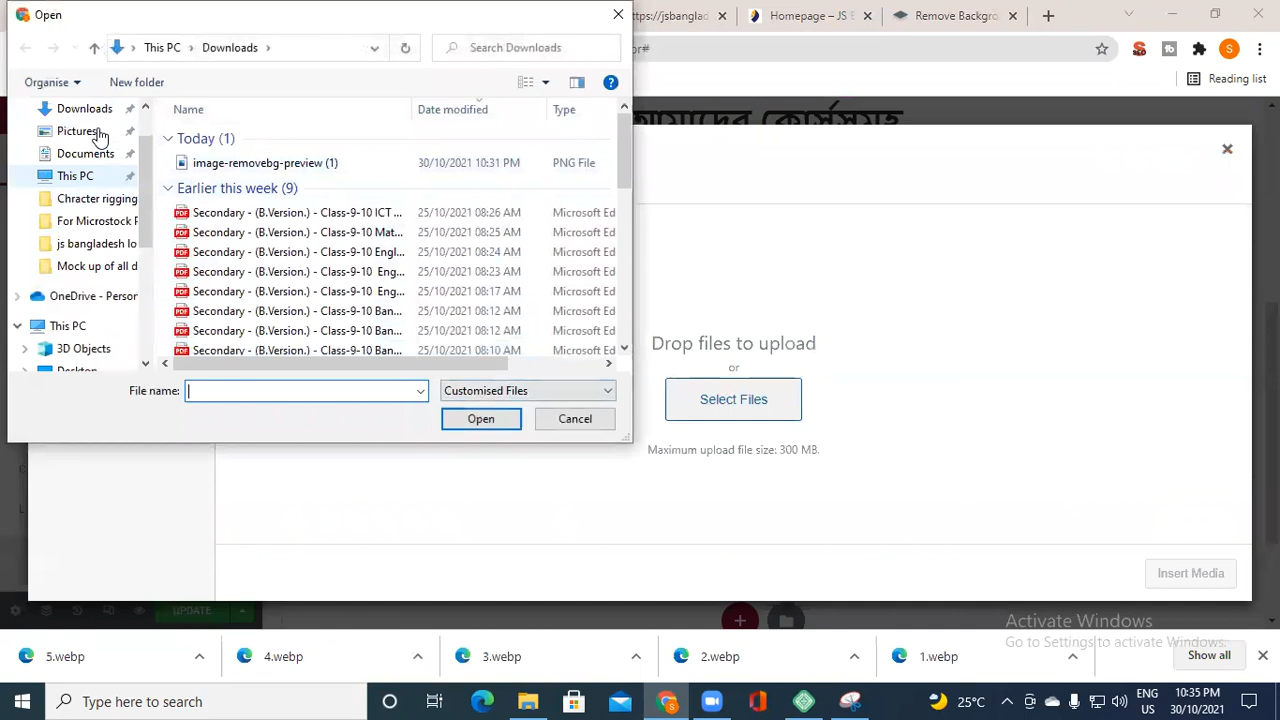 Open
ttps://jsbanglad
Homepage – JS E
Remove Backgro
This PC
Downloads
Search Downloads
or#
Organise
New folder
Reading list
Downloads
Pictures
Documents
This PC
Chracter rigging
For Microstock P
js bangladesh lo
Mock up of all d
OneDrive - Person
This PC
3D Objects
Desktop
Name
Date modified
Type
Today (1)
image-removebg-preview (1)
30/10/2021 10:31 PM
PNG File
Earlier this week (9)
Secondary - (B.Version.) - Class-9-10 ICT ...
25/10/2021 08:26 AM
Microsoft Ed
Secondary - (B.Version.) - Class-9-10 Mat...
25/10/2021 08:25 AM
Microsoft Ed
Secondary - (B.Version.) - Class-9-10 Engl...
25/10/2021 08:24 AM
Microsoft Ed
Secondary - (B.Version.) - Class-9-10 Eng...
25/10/2021 08:23 AM
Microsoft Ed
Secondary - (B.Version.) - Class-9-10 Eng...
25/10/2021 08:17 AM
Microsoft Ed
Secondary - (B.Version.) - Class-9-10 Ban...
25/10/2021 08:12 AM
Microsoft Ed
Secondary - (B.Version.) - Class-9-10 Ban...
25/10/2021 08:12 AM
Microsoft Ed
Secondary - (B.Version.) - Class-9-10 Ban...
25/10/2021 08:10 AM
Microsoft Ed
File name:
Customised Files
Open
Cancel
আমাদের কোর্সসমূহ
Drop files to upload
or
Select Files
Maximum upload file size: 300 MB.
Insert Media
UPDATE
Activate Windows
Go to Settings to activate Windows.
5.webp
4.webp
3.webp
2.webp
1.webp
Show all
Type here to search
25°C
ENG
US
10:35 PM
30/10/2021